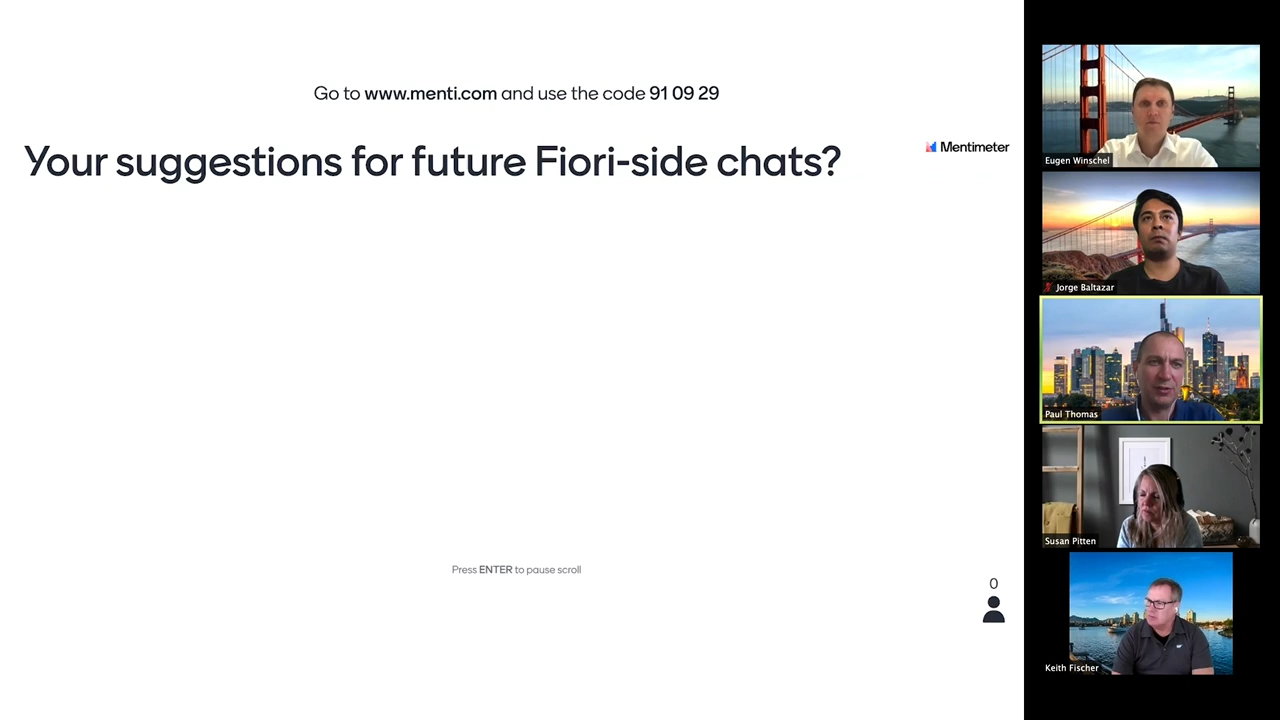 Go to www.menti.com and use the code 91 09 29
Your suggestions for future Fiori-side chats?
Mentimeter
Press ENTER to pause scroll
0
Eugen Winschel
Jorge Baltazar
Paul Thomas
Susan Pitten
Keith Fischer